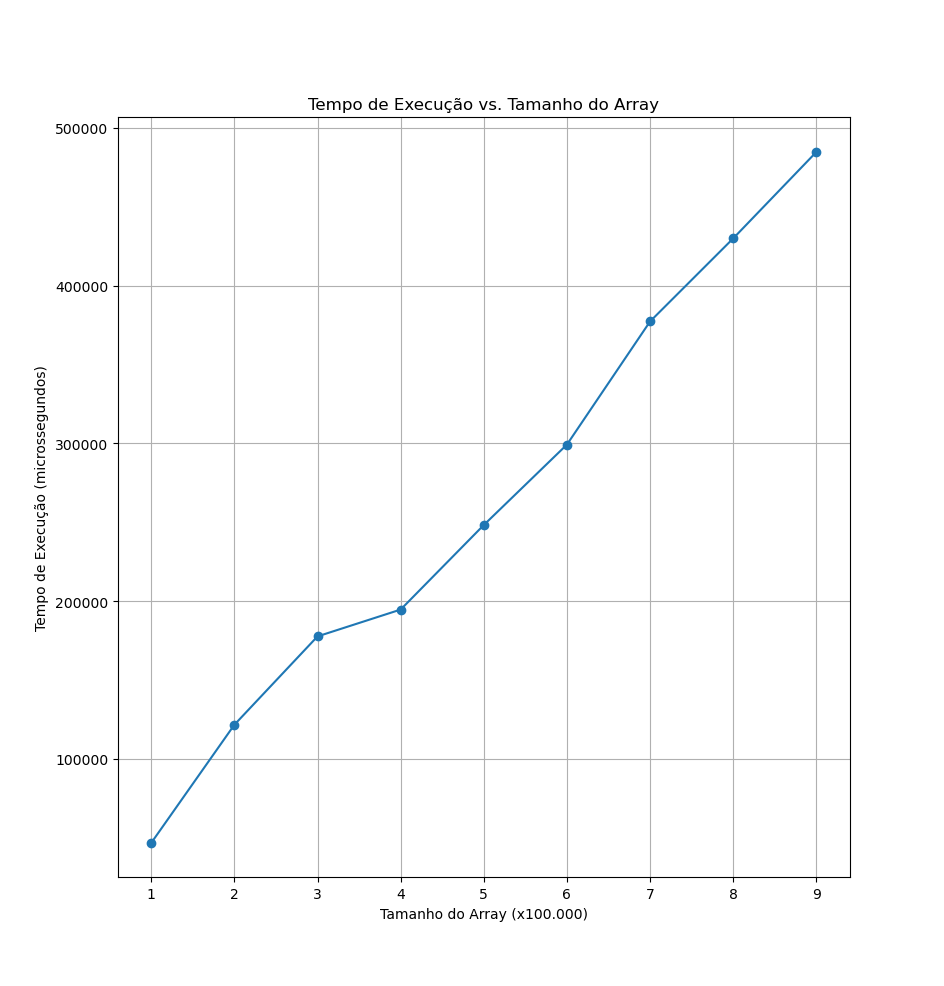 Tempo de Execução vs. Tamanho do Array
500000
400000
300000
200000
100000
Tempo de Execução (microssegundos)
1 2 3 4 5 6 7 8 9
Tamanho do Array (x100.000)